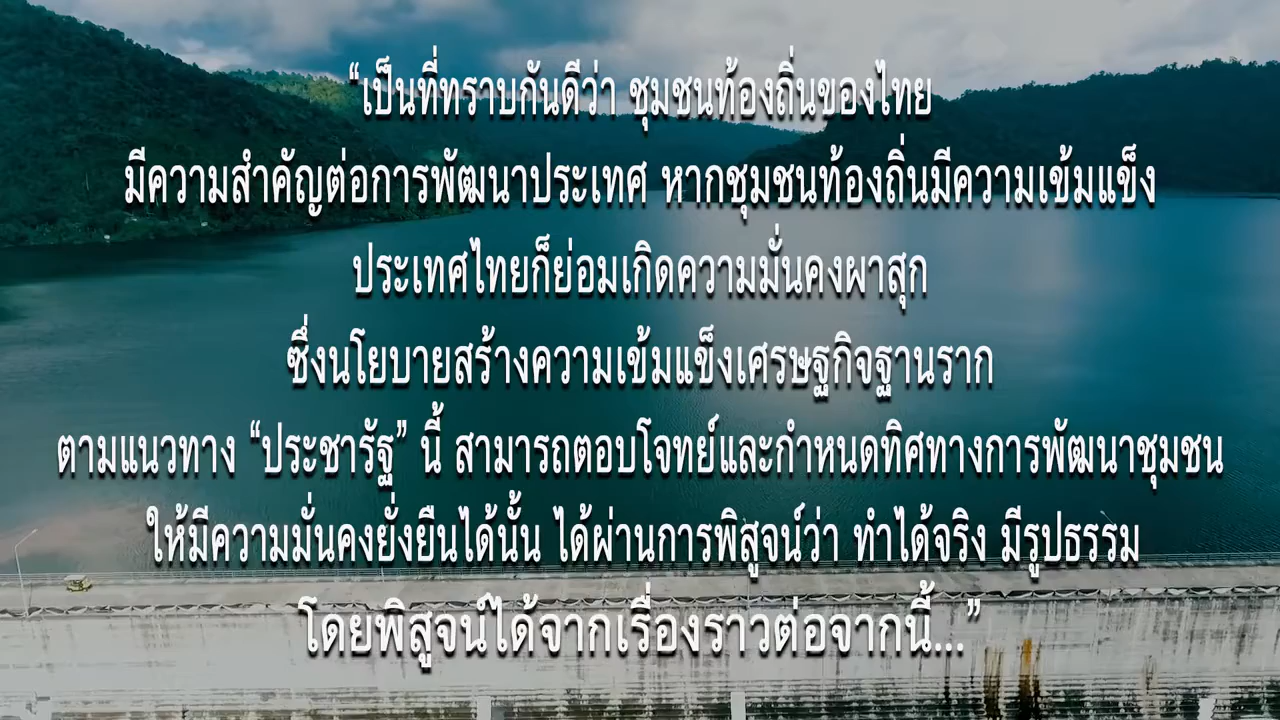 “เป็นที่ทราบกันดีว่า ชุมชนท้องถิ่นของไทย
มีความสำคัญต่อการพัฒนาประเทศ หากชุมชนท้องถิ่นมีความเข้มแข็ง
ประเทศไทยก็ย่อมเกิดความมั่นคงผาสุก
ซึ่งนโยบายสร้างความเข้มแข็งเศรษฐกิจฐานราก
ตามแนวทาง “ประชารัฐ” นี้ สามารถตอบโจทย์และกำหนดทิศทางการพัฒนาชุมชน
ให้มีความมั่นคงยั่งยืนได้นั้น ได้ผ่านการพิสูจน์ว่า ทำได้จริง มีรูปธรรม
โดยพิสูจน์ได้จากเรื่องราวต่อจากนี้...”